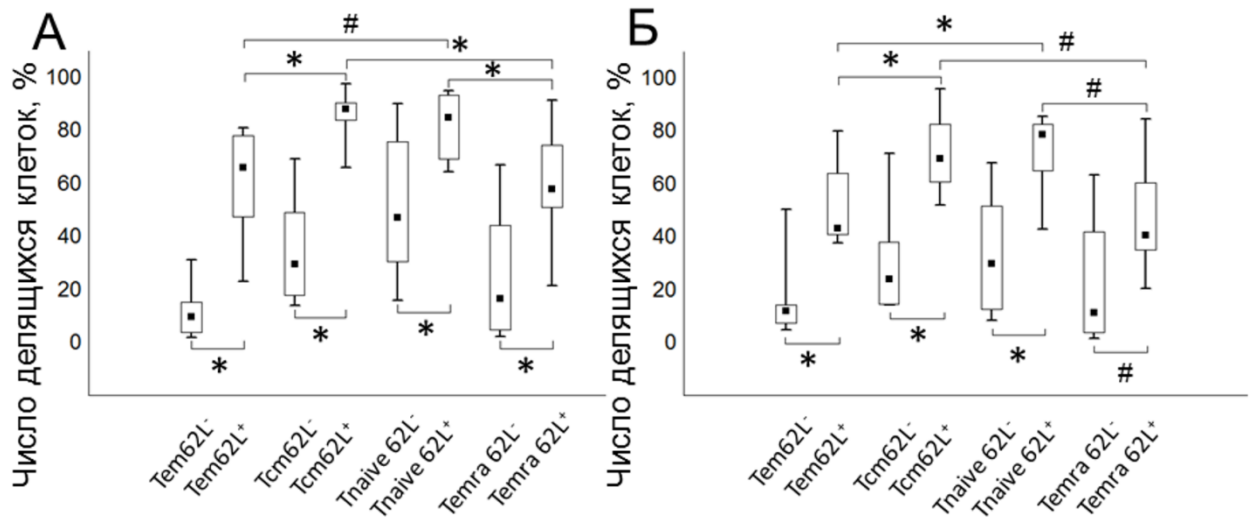 А
Число делящихся клеток, %
100
80
60
40
20
0
#
*
*
*
*
*
*
*
Tem62L⁻
Tem62L⁺
Tcm62L⁻
Tcm62L⁺
Tnaive 62L⁻
Tnaive 62L⁺
Temra 62L⁻
Temra 62L⁺
Б
Число делящихся клеток, %
100
80
60
40
20
0
*
#
*
#
*
*
*
#
Tem62L⁻
Tem62L⁺
Tcm62L⁻
Tcm62L⁺
Tnaive 62L⁻
Tnaive 62L⁺
Temra 62L⁻
Temra 62L⁺